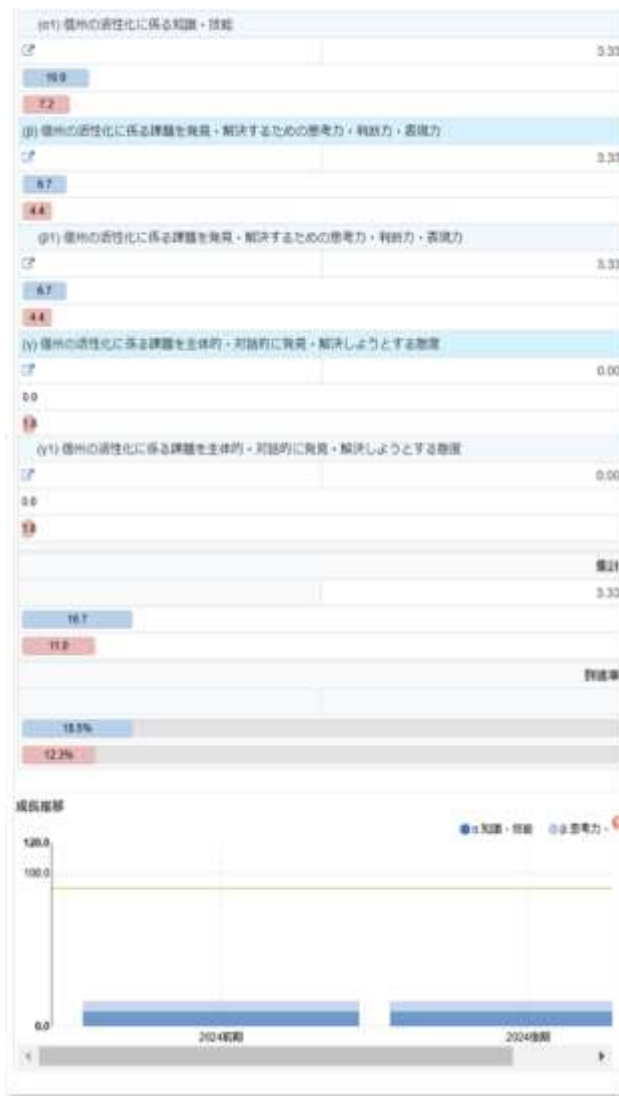 (α1) 信州の活性化に係る知識・技能
3.33
10.0
7.2
(β) 信州の活性化に係る課題を発見・解決するための思考力・判断力・表現力
3.33
6.7
4.4
(β1) 信州の活性化に係る課題を発見・解決するための思考力・判断力・表現力
3.33
6.7
4.4
(γ) 信州の活性化に係る課題を主体的・対話的に発見・解決しようとする態度
0.00
0.0
(γ1) 信州の活性化に係る課題を主体的・対話的に発見・解決しようとする態度
0.00
0.0
集計
3.33
16.7
11.0
到達率
18.5%
12.3%
成長推移
α.知識・技能 β.思考力・
120.0
100.0
0.0
2024前期 2024後期